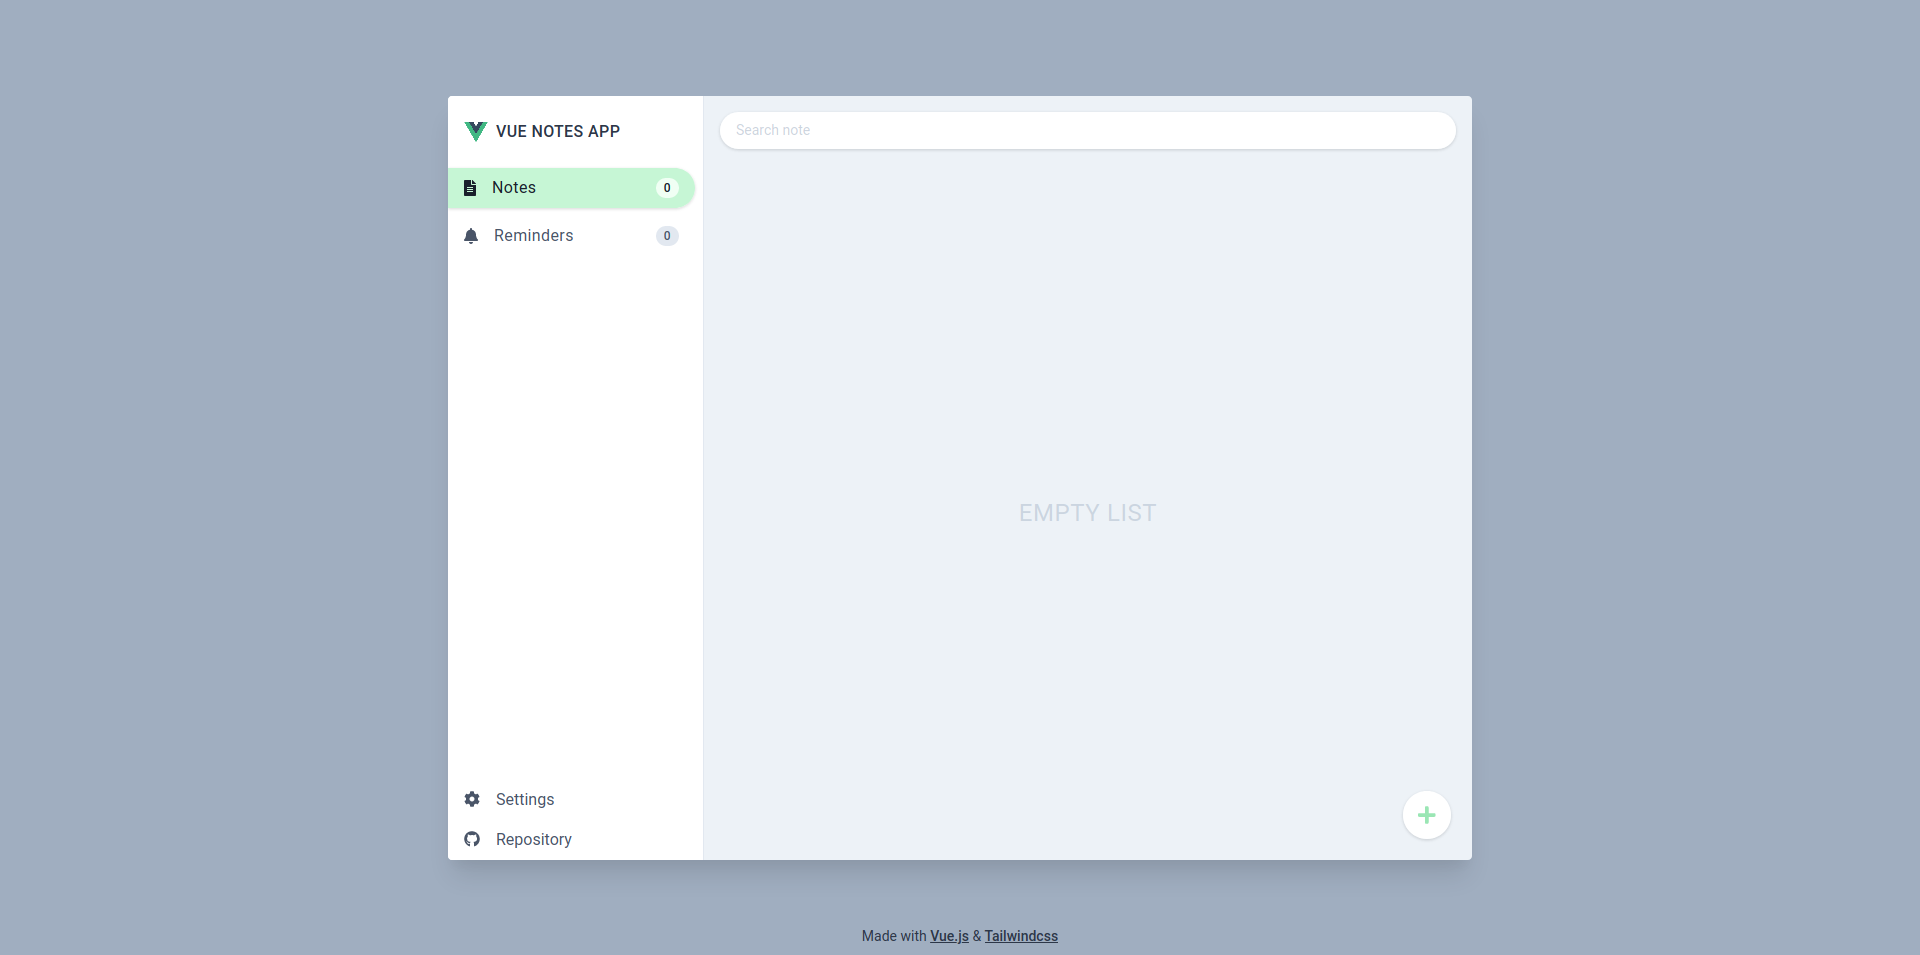 VUE NOTES APP
Notes 0
Reminders 0
Settings
Repository
Search note
EMPTY LIST
Made with Vue.js & Tailwindcss